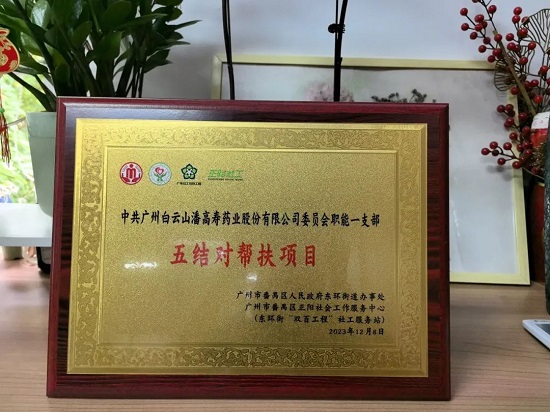 正阳社工
中共广州白云山潘高寿药业股份有限公司委员会职能一支部
五结对帮扶项目
广州市番禺区人民政府东环街道办事处
广州市番禺区正阳社会工作服务中心
(东环街“双百工程”社工服务站)
2023年12月8日